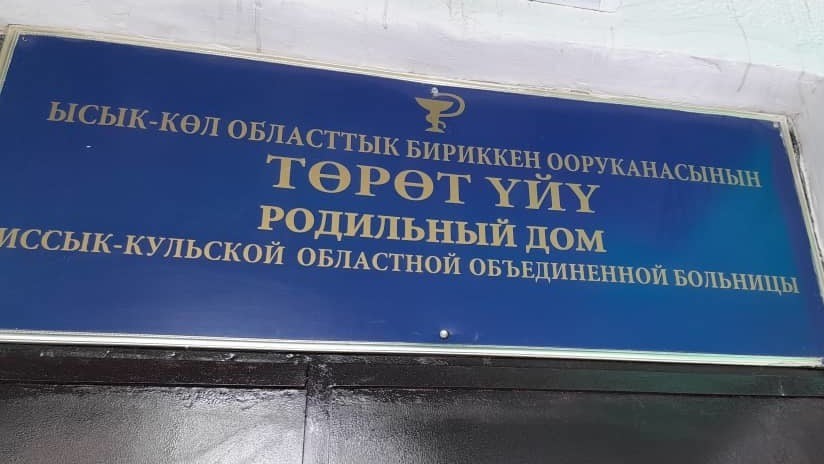 ЫСЫК-КӨЛ ОБЛАСТТЫК БИРИККЕН ООРУКАНАСЫНЫН
ТӨРӨТ ҮЙҮ
РОДИЛЬНЫЙ ДОМ
ИССЫК-КУЛЬСКОЙ ОБЛАСТНОЙ ОБЪЕДИНЕННОЙ БОЛЬНИЦЫ